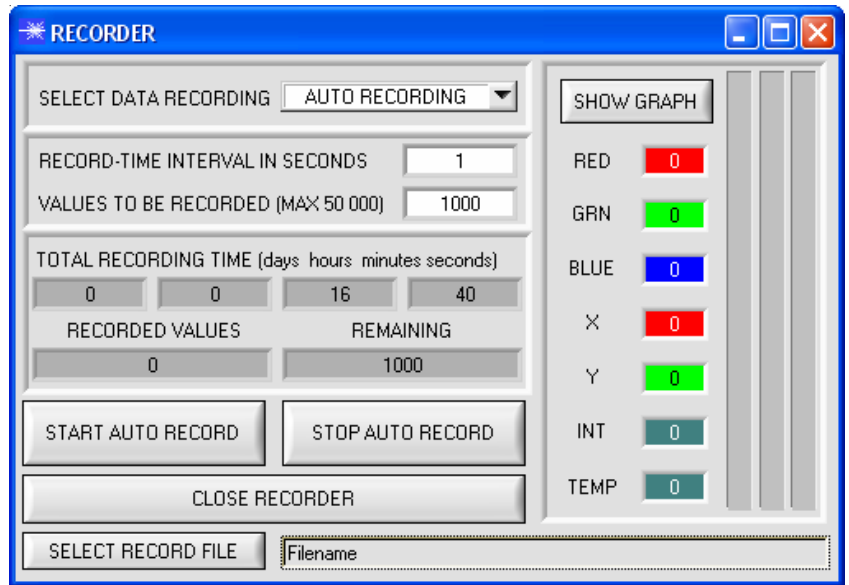 RECORDER
SELECT DATA RECORDING AUTO RECORDING
RECORD-TIME INTERVAL IN SECONDS 1
VALUES TO BE RECORDED (MAX 50 000) 1000
TOTAL RECORDING TIME (days hours minutes seconds)
0 0 16 40
RECORDED VALUES REMAINING
0 1000
START AUTO RECORD STOP AUTO RECORD
CLOSE RECORDER
SELECT RECORD FILE Filename
SHOW GRAPH
RED 0
GRN 0
BLUE 0
X 0
Y 0
INT 0
TEMP 0